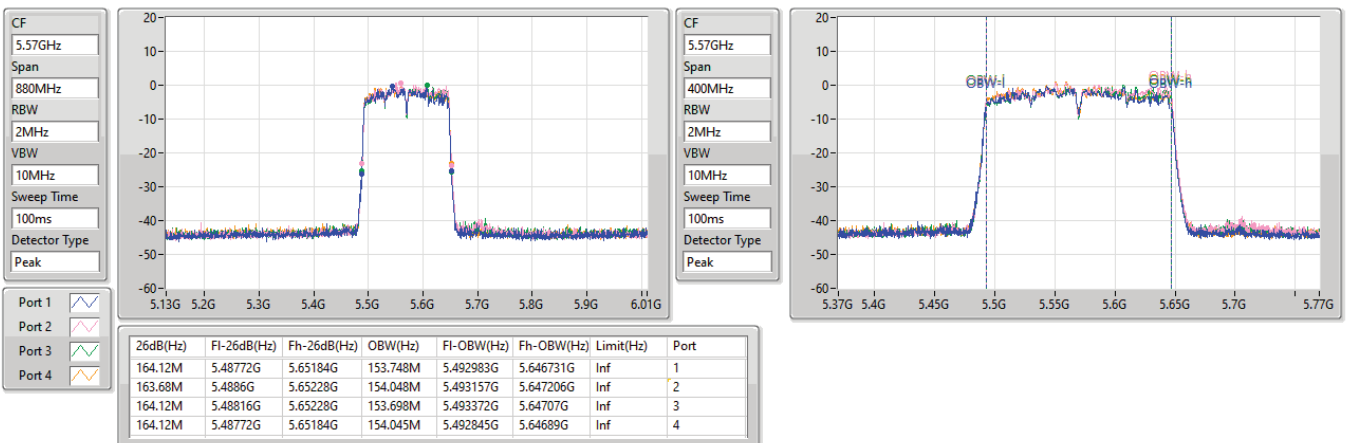 CF
5.57GHz
Span
880MHz
RBW
2MHz
VBW
10MHz
Sweep Time
100ms
Detector Type
Peak
20
10
0
-10
-20
-30
-40
-50
-60
5.13G 5.2G 5.3G 5.4G 5.5G 5.6G 5.7G 5.8G 5.9G 6.01G
CF
5.57GHz
Span
400MHz
RBW
2MHz
VBW
10MHz
Sweep Time
100ms
Detector Type
Peak
20
10
0
-10
-20
-30
-40
-50
-60
OBW-l OBW-h
5.37G 5.4G 5.45G 5.5G 5.55G 5.6G 5.65G 5.7G 5.77G
Port 1
Port 2
Port 3
Port 4
26dB(Hz) Fl-26dB(Hz) Fh-26dB(Hz) OBW(Hz) Fl-OBW(Hz) Fh-OBW(Hz) Limit(Hz) Port
164.12M 5.48772G 5.65184G 153.748M 5.492983G 5.646731G Inf 1
163.68M 5.4886G 5.65228G 154.048M 5.493157G 5.647206G Inf 2
164.12M 5.48816G 5.65228G 153.698M 5.493372G 5.64707G Inf 3
164.12M 5.48772G 5.65184G 154.045M 5.492845G 5.64689G Inf 4